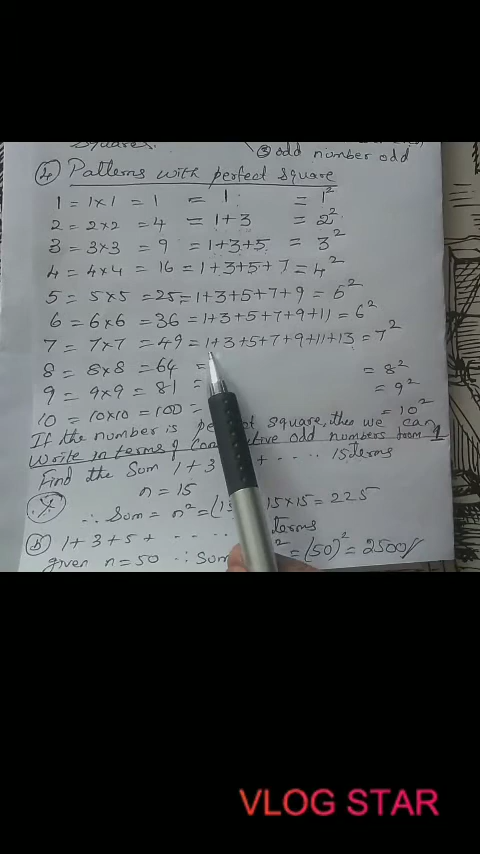 Square.
③ odd number odd
④ Patterns with perfect square
1 = 1×1 = 1 = 1 = 1²
2 = 2×2 = 4 = 1+3 = 2²
3 = 3×3 = 9 = 1+3+5 = 3²
4 = 4×4 = 16 = 1+3+5+7 = 4²
5 = 5×5 = 25 = 1+3+5+7+9 = 5²
6 = 6×6 = 36 = 1+3+5+7+9+11 = 6²
7 = 7×7 = 49 = 1+3+5+7+9+11+13 = 7²
8 = 8×8 = 64 = = 8²
9 = 9×9 = 81 = = 9²
10 = 10×10 = 100 = = 10²
If the number is square, then we can
Write in terms of consecutive odd numbers from 1
Find the Sum 1+3 + ..... 15 terms
n = 15
∴ Sum = n² = (15 15×15 = 225
ⓑ 1+3+5+ ..... terms
given n=50 ∴ Sum ² = (50)² = 2500
VLOG STAR